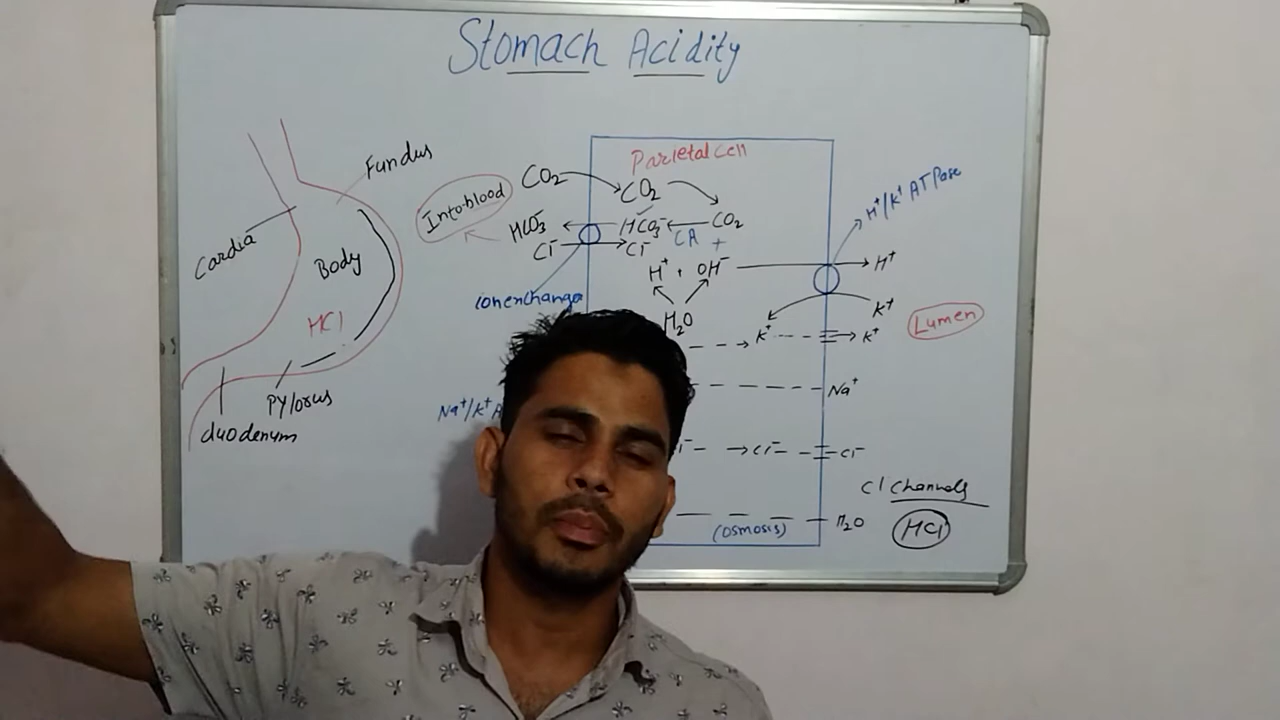 Stomach Acidity
Fundus
Cardia
Body
HCl
Pylorus
duodenum
Parietal cell
Into blood
CO₂
CO₂
CO₂
HCO₃⁻
HCO₃⁻
CA
+
Cl⁻
Cl⁻
H⁺ + OH⁻
H₂O
ion exchanger
H⁺/K⁺ ATPase
H⁺
K⁺
K⁺
K⁺
Lumen
Na⁺/K⁺ A
Na⁺
Cl⁻
Cl⁻
Cl Channels
(osmosis)
H₂O
HCl